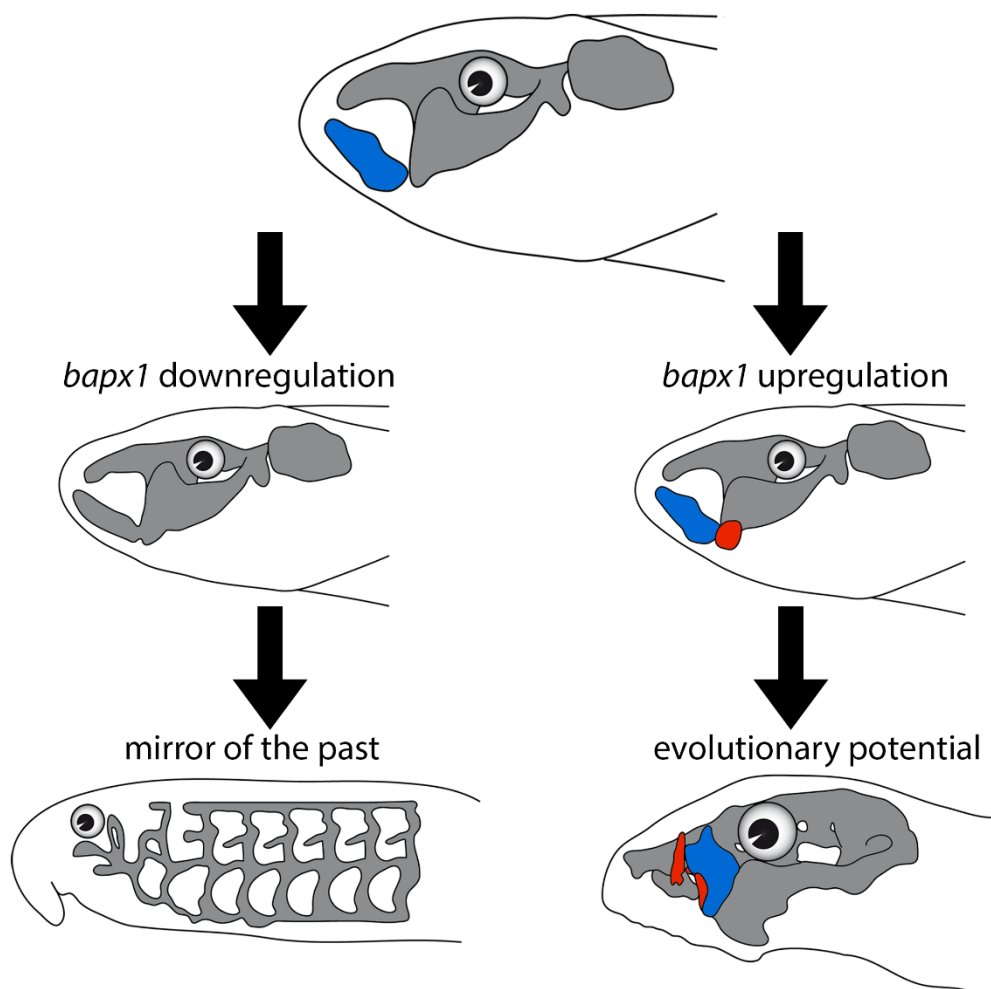 bapx1 downregulation
bapx1 upregulation
mirror of the past
evolutionary potential